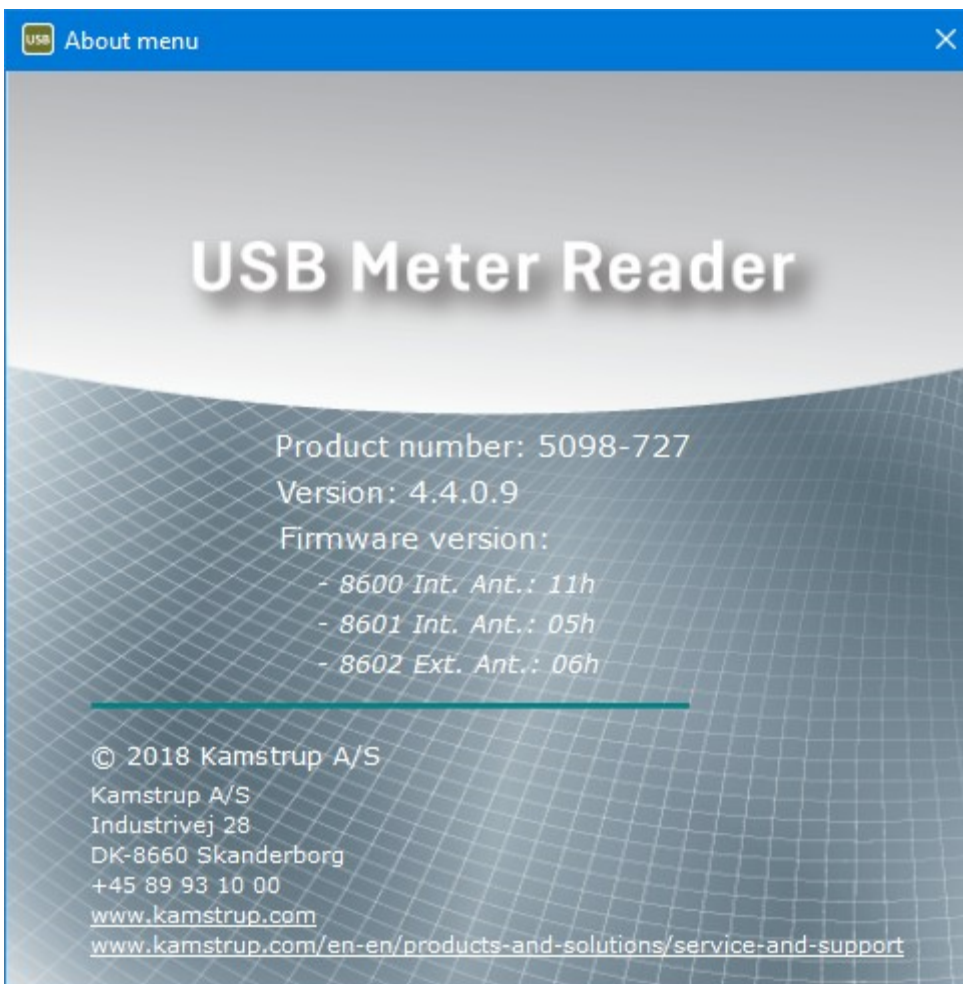 USB About menu
USB Meter Reader
Product number: 5098-727
Version: 4.4.0.9
Firmware version:
- 8600 Int. Ant.: 11h
- 8601 Int. Ant.: 05h
- 8602 Ext. Ant.: 06h
© 2018 Kamstrup A/S
Kamstrup A/S
Industrivej 28
DK-8660 Skanderborg
+45 89 93 10 00
www.kamstrup.com
www.kamstrup.com/en-en/products-and-solutions/service-and-support